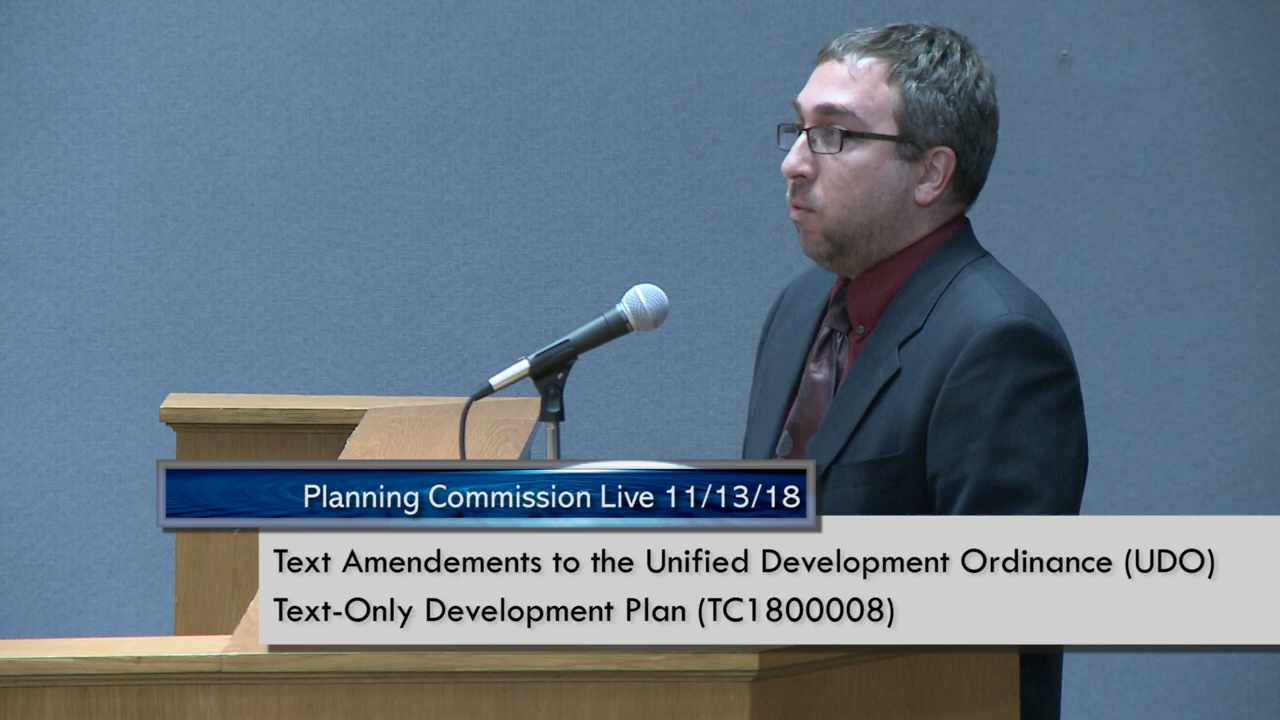 Planning Commission Live 11/13/18
Text Amendements to the Unified Development Ordinance (UDO)
Text-Only Development Plan (TC1800008)